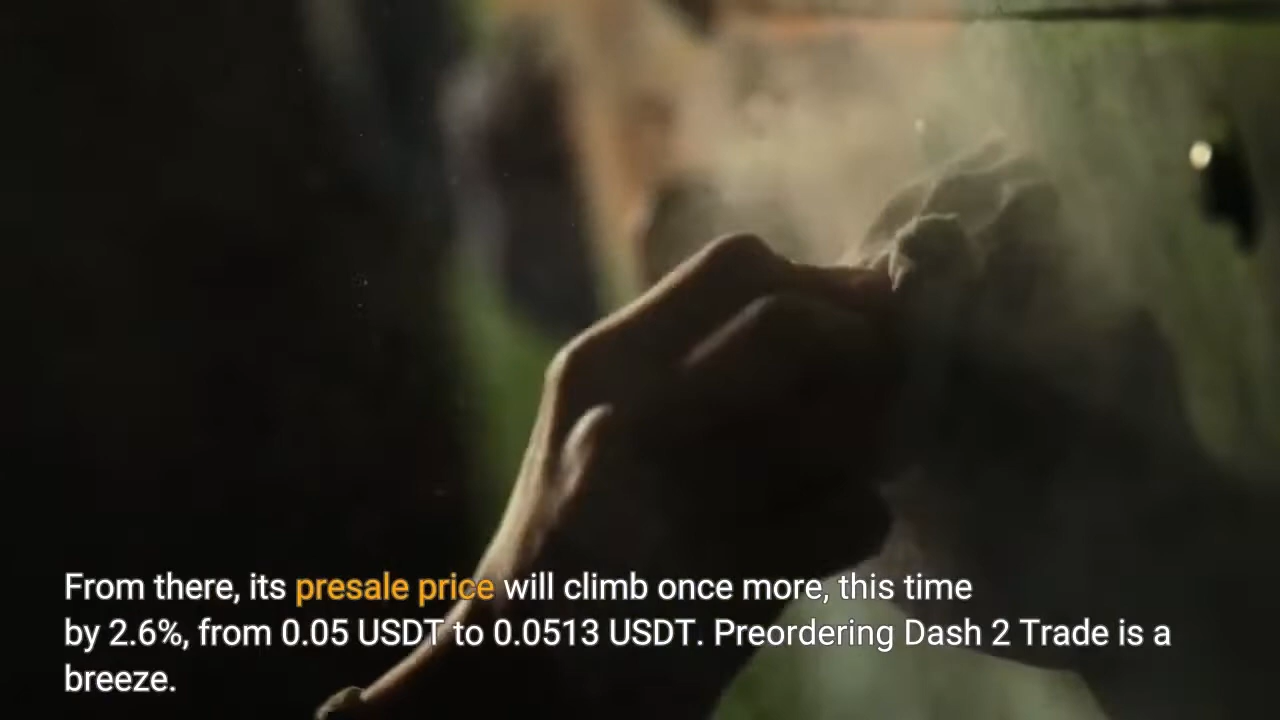 From there, its presale price will climb once more, this time
by 2.6%, from 0.05 USDT to 0.0513 USDT. Preordering Dash 2 Trade is a
breeze.